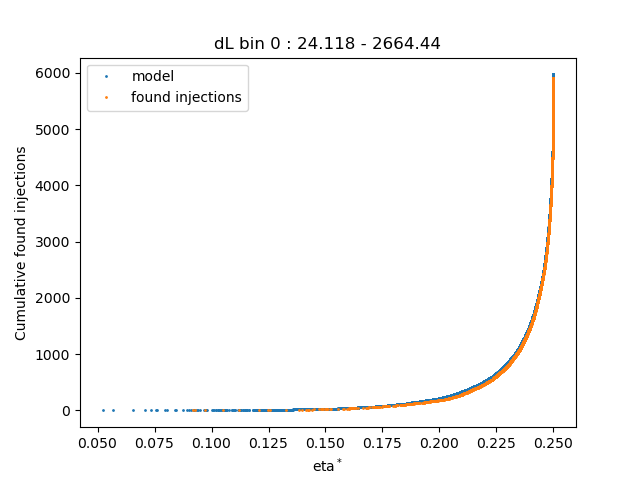 dL bin 0 : 24.118 - 2664.44
model
found injections
Cumulative found injections
6000
5000
4000
3000
2000
1000
0
0.050 0.075 0.100 0.125 0.150 0.175 0.200 0.225 0.250
eta*